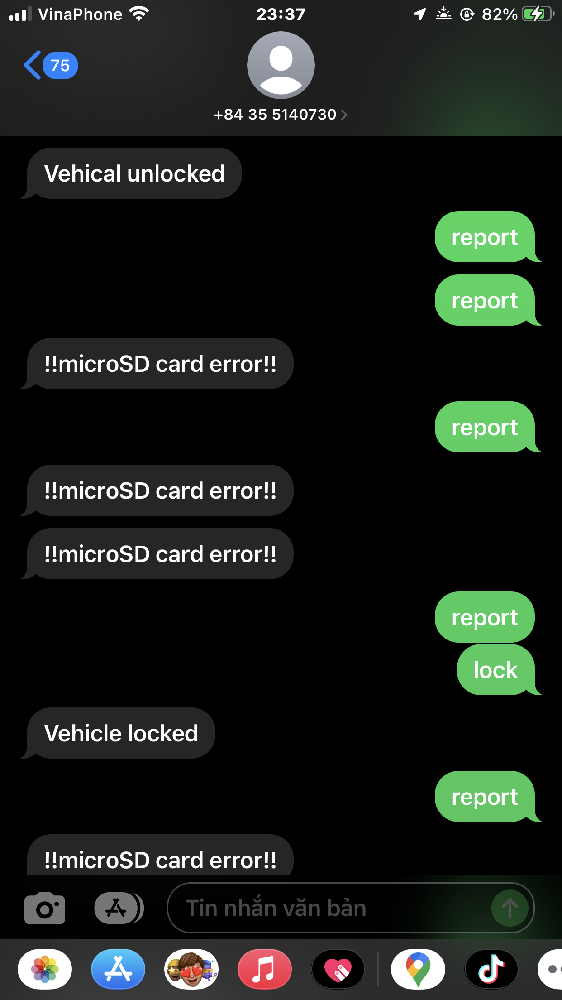 VinaPhone 23:37 82%
75
+84 35 5140730
Vehical unlocked
report
report
!!microSD card error!!
report
!!microSD card error!!
!!microSD card error!!
report
lock
Vehicle locked
report
!!microSD card error!!
Tin nhắn văn bản